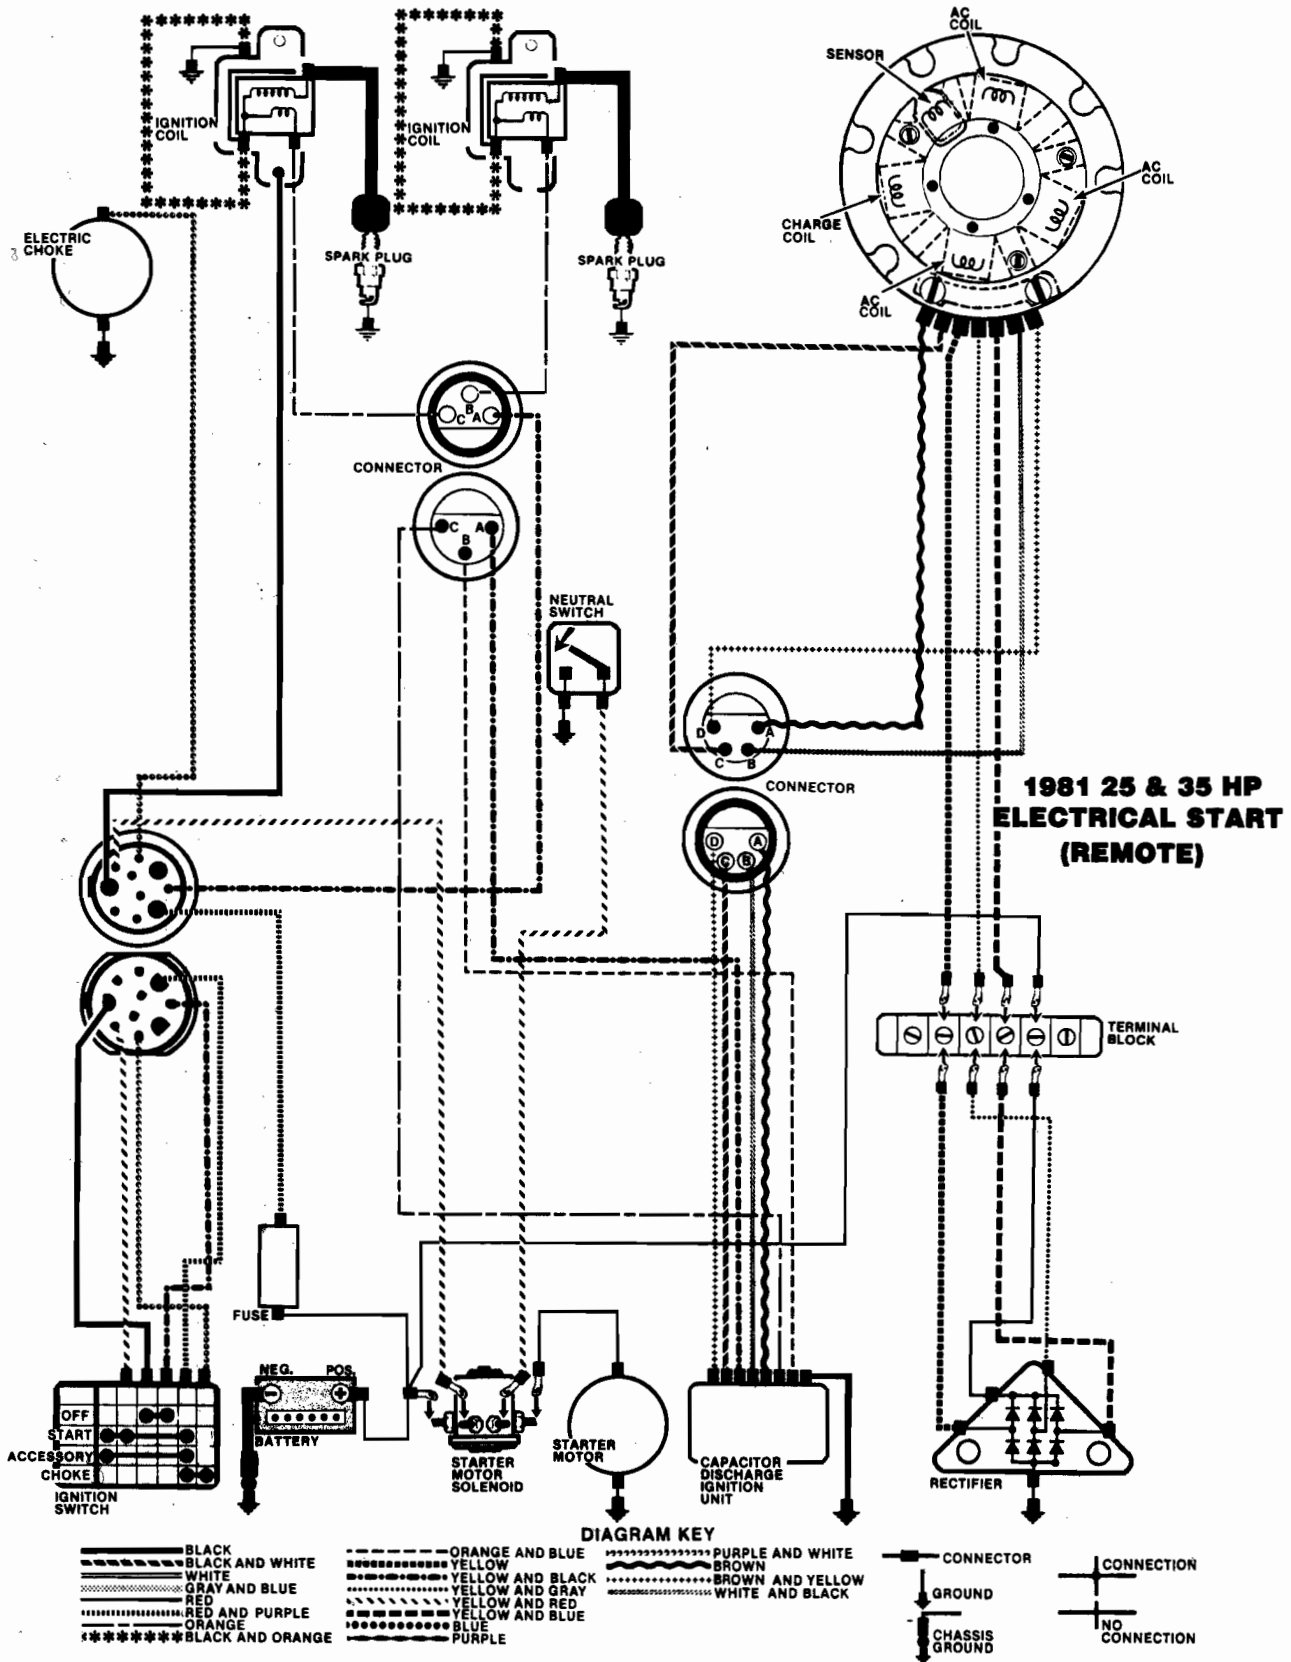 AC
COIL
SENSOR
IGNITION
COIL
IGNITION
COIL
AC
COIL
CHARGE
COIL
ELECTRIC
CHOKE
SPARK PLUG
SPARK PLUG
AC
COIL
B
C A
CONNECTOR
C A
B
NEUTRAL
SWITCH
D A
C B
CONNECTOR
1981 25 & 35 HP
ELECTRICAL START
(REMOTE)
D A
C B
TERMINAL
BLOCK
FUSE
NEG. POS.
BATTERY
OFF
START
ACCESSORY
CHOKE
IGNITION
SWITCH
STARTER
MOTOR
SOLENOID
STARTER
MOTOR
CAPACITOR
DISCHARGE
IGNITION
UNIT
RECTIFIER
DIAGRAM KEY
BLACK
BLACK AND WHITE
WHITE
GRAY AND BLUE
RED
RED AND PURPLE
ORANGE
BLACK AND ORANGE
ORANGE AND BLUE
YELLOW
YELLOW AND BLACK
YELLOW AND GRAY
YELLOW AND RED
YELLOW AND BLUE
BLUE
PURPLE
PURPLE AND WHITE
BROWN
BROWN AND YELLOW
WHITE AND BLACK
CONNECTOR
GROUND
CHASSIS
GROUND
CONNECTION
NO
CONNECTION